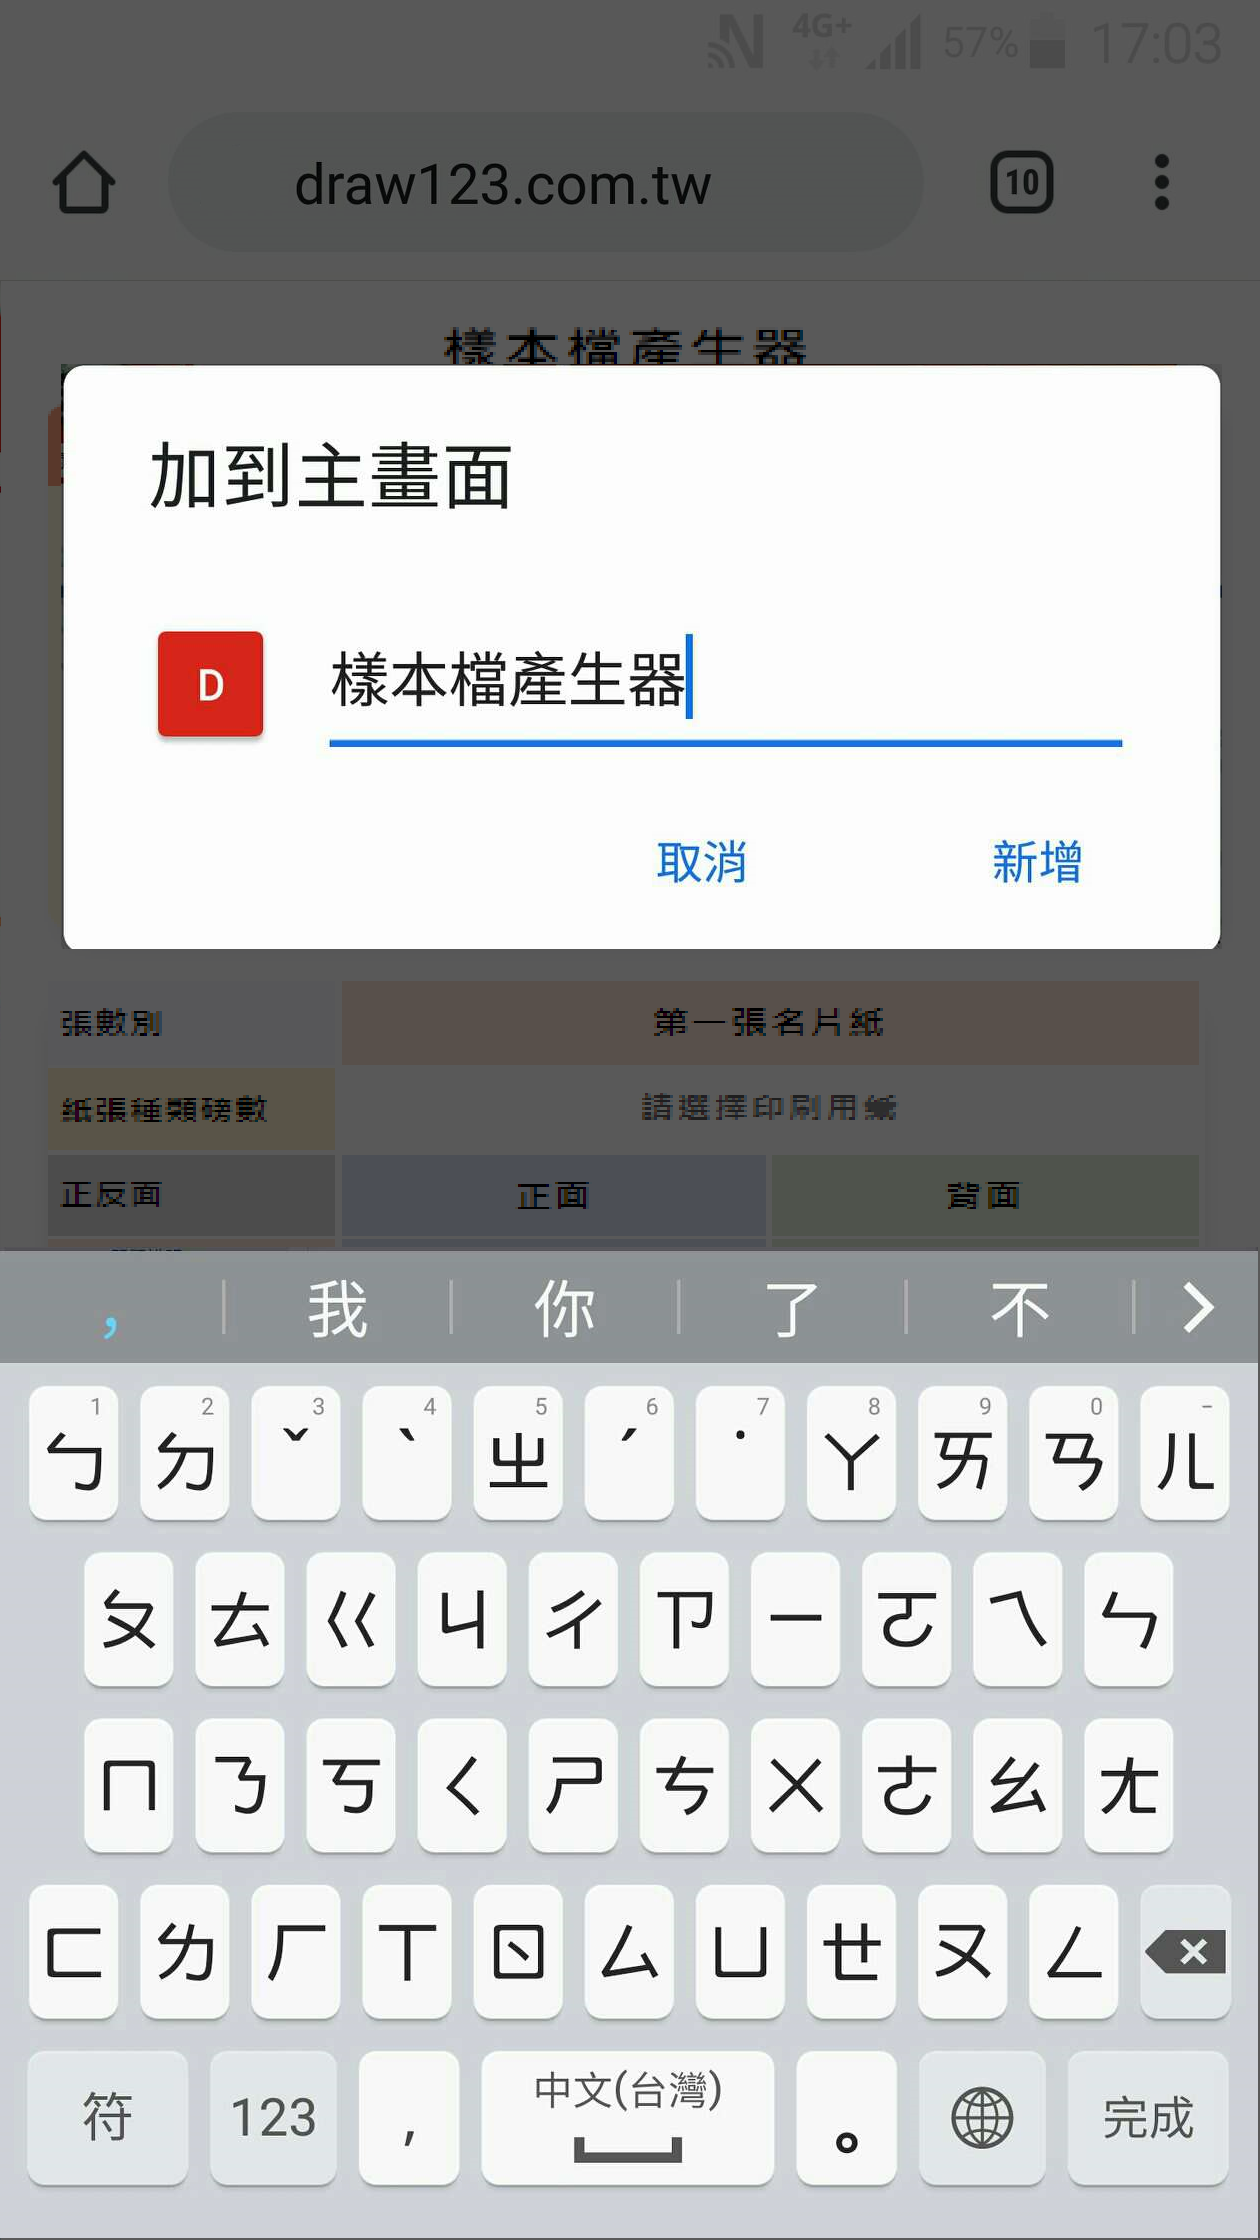 4G+ 57% 17:03
draw123.com.tw 10
樣本檔產生器
加到主畫面
D 樣本檔產生器
取消 新增
張數別 第一張名片紙
紙張種類磅數 請選擇印刷用紙
正反面 正面 背面
， 我 你 了 不
1 2 3 4 5 6 7 8 9 0 -
ㄅ ㄉ ˇ ˋ ㄓ ˊ ˙ ㄚ ㄞ ㄢ ㄦ
ㄆ ㄊ ㄍ ㄐ ㄔ ㄗ ㄧ ㄛ ㄟ ㄣ
ㄇ ㄋ ㄎ ㄑ ㄕ ㄘ ㄨ ㄜ ㄠ ㄤ
ㄈ ㄌ ㄏ ㄒ ㄖ ㄙ ㄩ ㄝ ㄡ ㄥ
符 123 , 中文(台灣) 。 完成